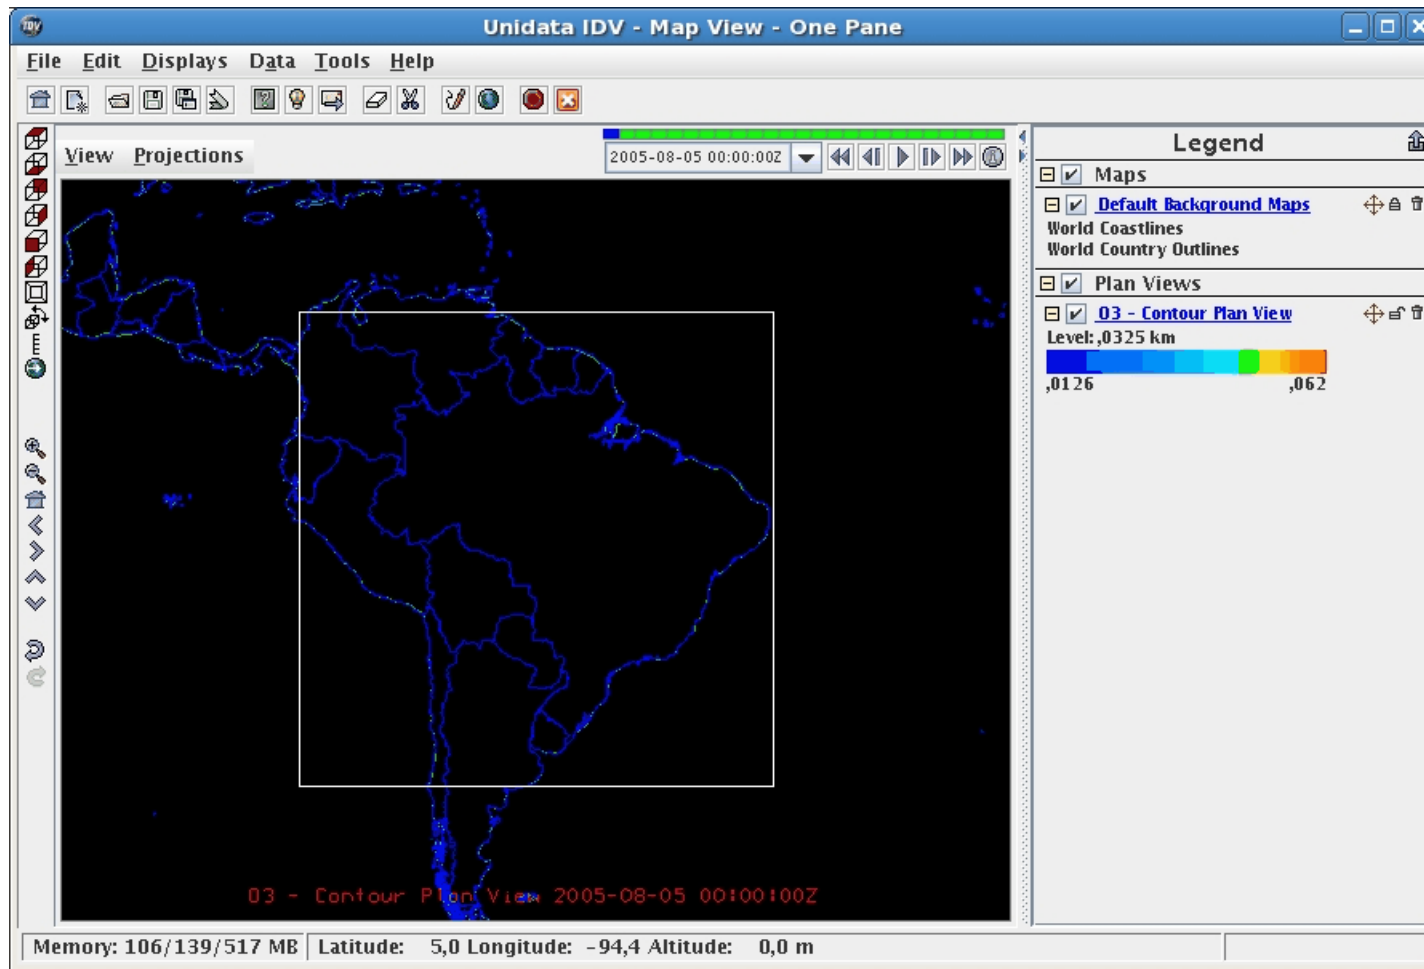 Unidata IDV - Map View - One Pane
File Edit Displays Data Tools Help
View Projections
2005-08-05 00:00:00Z
Legend
Maps
Default Background Maps
World Coastlines
World Country Outlines
Plan Views
O3 - Contour Plan View
Level: ,0325 km
,0126 ,062
O3 - Contour Plan View 2005-08-05 00:00:00Z
Memory: 106/139/517 MB Latitude: 5,0 Longitude: -94,4 Altitude: 0,0 m